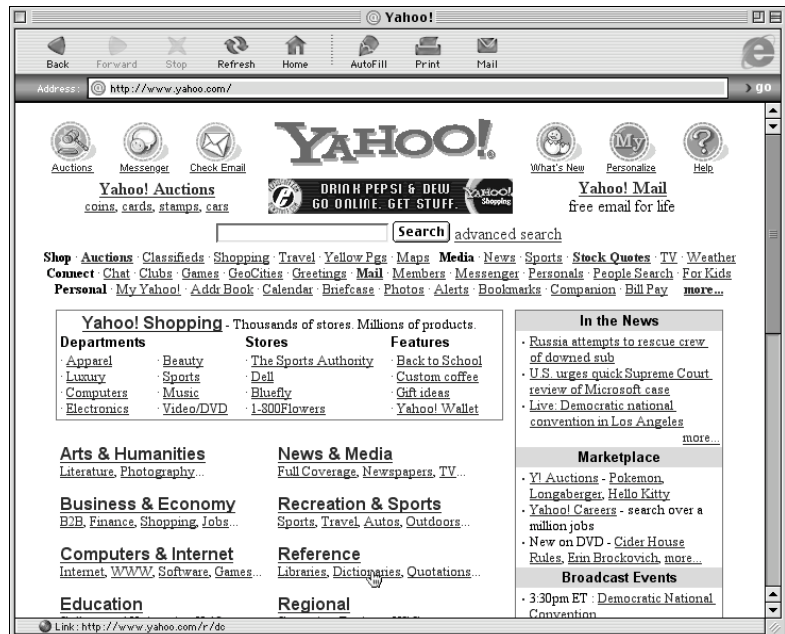 Yahoo!
Back Forward Stop Refresh Home AutoFill Print Mail
Address: http://www.yahoo.com/ go
YAHOO!
Auctions Messenger Check Email What's New Personalize Help
My
Yahoo! Auctions
coins, cards, stamps, cars
DRINK PEPSI & DEW
GO ONLINE. GET STUFF.
YAHOO!
Shopping
Yahoo! Mail
free email for life
Search advanced search
Shop · Auctions · Classifieds · Shopping · Travel · Yellow Pgs · Maps Media · News · Sports · Stock Quotes · TV · Weather
Connect · Chat · Clubs · Games · GeoCities · Greetings · Mail · Members · Messenger · Personals · People Search · For Kids
Personal · My Yahoo! · Addr Book · Calendar · Briefcase · Photos · Alerts · Bookmarks · Companion · Bill Pay more...
Yahoo! Shopping - Thousands of stores. Millions of products.
Departments Stores Features
· Apparel · Beauty · The Sports Authority · Back to School
· Luxury · Sports · Dell · Custom coffee
· Computers · Music · Bluefly · Gift ideas
· Electronics · Video/DVD · 1-800Flowers · Yahoo! Wallet
Arts & Humanities
Literature, Photography...
News & Media
Full Coverage, Newspapers, TV...
Business & Economy
B2B, Finance, Shopping, Jobs...
Recreation & Sports
Sports, Travel, Autos, Outdoors...
Computers & Internet
Internet, WWW, Software, Games...
Reference
Libraries, Dictionaries, Quotations...
Education
Regional
In the News
· Russia attempts to rescue crew
of downed sub
· U.S. urges quick Supreme Court
review of Microsoft case
· Live: Democratic national
convention in Los Angeles
more...
Marketplace
· Y! Auctions - Pokemon,
Longaberger, Hello Kitty
· Yahoo! Careers - search over a
million jobs
· New on DVD - Cider House
Rules, Erin Brockovich, more...
Broadcast Events
· 3:30pm ET : Democratic National
Convention
Link: http://www.yahoo.com/r/dc